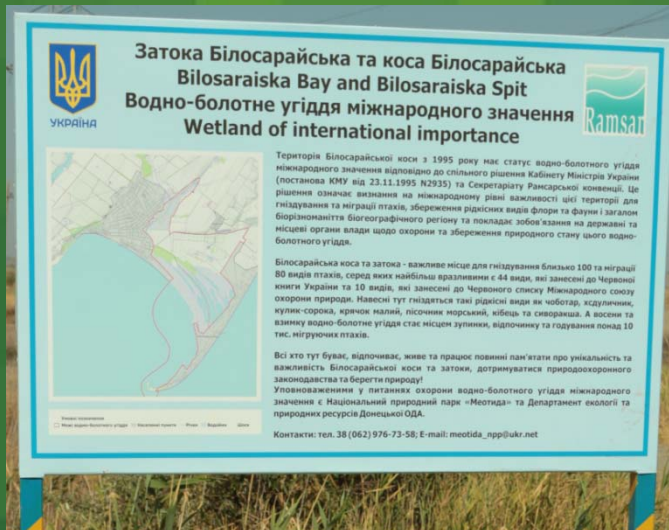 Затока Білосарайська та коса Білосарайська
Bilosaraiska Bay and Bilosaraiska Spit
Водно-болотне угіддя міжнародного значення
Wetland of international importance
УКРАЇНА
Ramsar
Територія Білосарайської коси з 1995 року має статус водно-болотного угіддя
міжнародного значення відповідно до спільного рішення Кабінету Міністрів України
(постанова КМУ від 23.11.1995 N2935) та Секретаріату Рамсарської конвенції. Це
рішення означає визнання на міжнародному рівні важливості цієї території для
гніздування та міграції птахів, збереження рідкісних видів флори та фауни і загалом
біорізноманіття біогеографічного регіону та покладає зобов'язання на державні та
місцеві органи влади щодо охорони та збереження природного стану цього водно-
болотного угіддя.
Білосарайська коса та затока - важливе місце для гніздування близько 100 та міграції
80 видів птахів, серед яких найбільш вразливими є 44 види, які занесені до Червоної
книги України та 10 видів, які занесені до Червоного списку Міжнародного союзу
охорони природи. Навесні тут гніздяться такі рідкісні види як чоботар, ходуличник,
кулик-сорока, крячок малий, пісочник морський, кібець та сиворакша. А восени та
взимку водно-болотне угіддя стає місцем зупинки, відпочинку та годування понад 10
тис. мігруючих птахів.
Всі хто тут буває, відпочиває, живе та працює повинні пам'ятати про унікальність та
важливість Білосарайської коси та затоки, дотримуватися природоохоронного
законодавства та берегти природу!
Уповноваженими у питаннях охорони водно-болотного угіддя міжнародного
значення є Національний природний парк «Меотида» та Департамент екології та
природних ресурсів Донецької ОДА.
Контакти: тел. 38 (062) 976-73-58; E-mail: meotida_npp@ukr.net